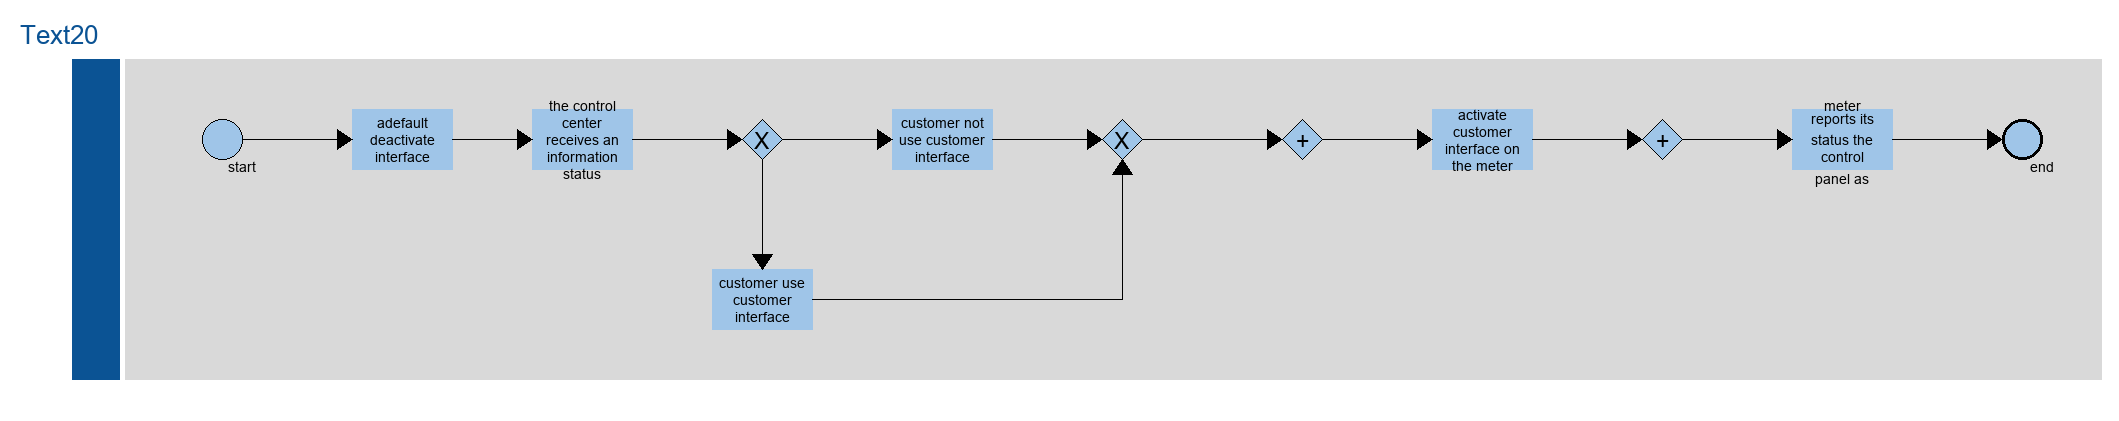 Text20
start
adefault
deactivate
interface
the control
center
receives an
information
status
X
customer not
use customer
interface
customer use
customer
interface
X
+
activate
customer
interface on
the meter
+
meter
reports its
status the
control
panel as
end